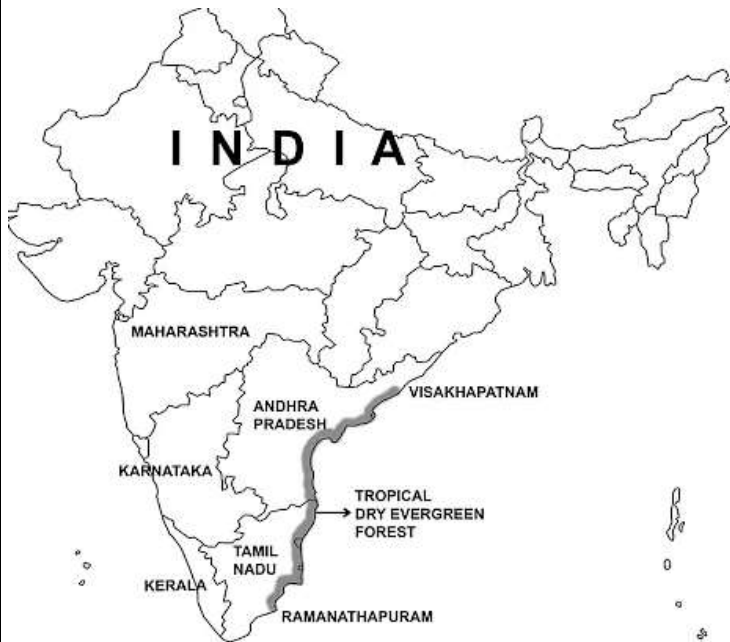 I N D I A
MAHARASHTRA
VISAKHAPATNAM
ANDHRA
PRADESH
KARNATAKA
TROPICAL
DRY EVERGREEN
FOREST
TAMIL
NADU
KERALA
RAMANATHAPURAM